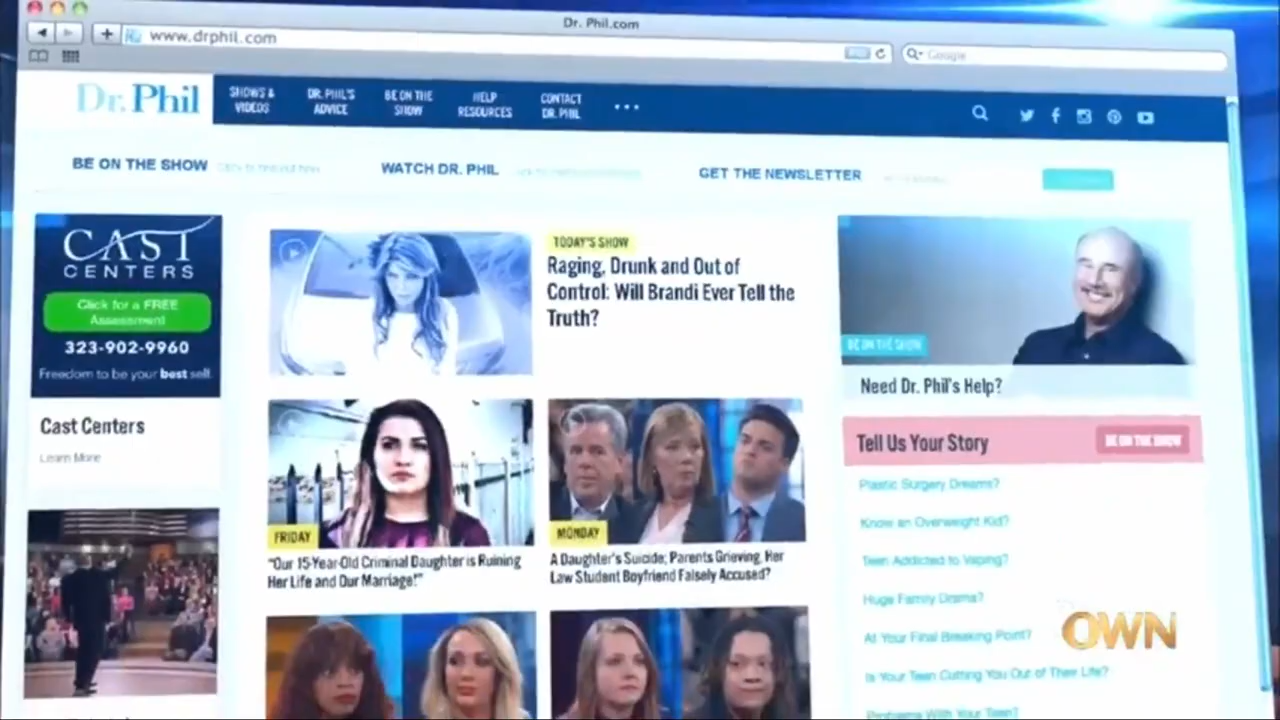 Dr. Phil.com
www.drphil.com
Google
Dr. Phil
SHOWS &
VIDEOS
DR. PHIL'S
ADVICE
BE ON THE
SHOW
HELP
RESOURCES
CONTACT
DR. PHIL
BE ON THE SHOW
WATCH DR. PHIL
GET THE NEWSLETTER
CAST
CENTERS
Click for a FREE
Assessment
323-902-9960
Freedom to be your best self.
Cast Centers
Learn More
TODAY'S SHOW
Raging, Drunk and Out of
Control: Will Brandi Ever Tell the
Truth?
FRIDAY
"Our 15-Year-Old Criminal Daughter is Ruining
Her Life and Our Marriage!"
MONDAY
A Daughter's Suicide; Parents Grieving, Her
Law Student Boyfriend Falsely Accused?
BE ON THE SHOW
Need Dr. Phil's Help?
Tell Us Your Story
BE ON THE SHOW
Plastic Surgery Dreams?
Know an Overweight Kid?
Teen Addicted to Vaping?
Huge Family Drama?
At Your Final Breaking Point?
Is Your Teen Cutting You Out of Their Life?
Problems With Your Teen?
OWN